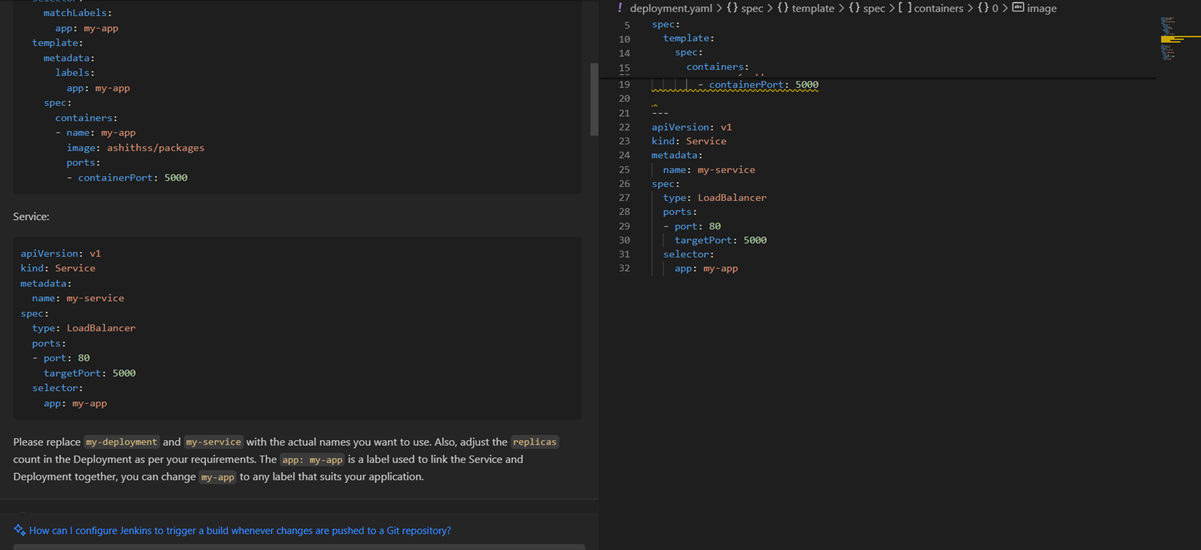 selector:
matchLabels:
app: my-app
template:
metadata:
labels:
app: my-app
spec:
containers:
- name: my-app
image: ashithss/packages
ports:
- containerPort: 5000
Service:
apiVersion: v1
kind: Service
metadata:
name: my-service
spec:
type: LoadBalancer
ports:
- port: 80
targetPort: 5000
selector:
app: my-app
Please replace my-deployment and my-service with the actual names you want to use. Also, adjust the replicas
count in the Deployment as per your requirements. The app: my-app is a label used to link the Service and
Deployment together, you can change my-app to any label that suits your application.
How can I configure Jenkins to trigger a build whenever changes are pushed to a Git repository?
! deployment.yaml > {} spec > {} template > {} spec > [ ] containers > {} 0 > abc image
5 spec:
10 template:
14 spec:
15 containers:
19 - containerPort: 5000
20
21 ---
22 apiVersion: v1
23 kind: Service
24 metadata:
25 name: my-service
26 spec:
27 type: LoadBalancer
28 ports:
29 - port: 80
30 targetPort: 5000
31 selector:
32 app: my-app